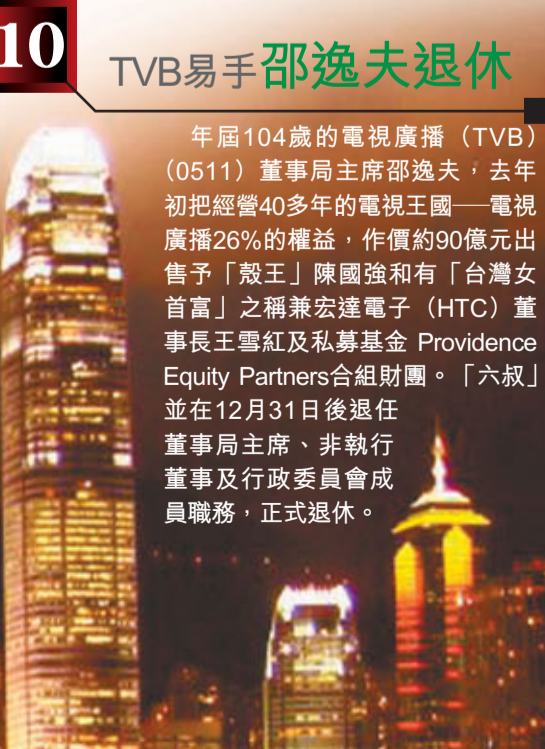 10
TVB易手邵逸夫退休
年屆104歲的電視廣播（TVB）
（0511）董事局主席邵逸夫，去年
初把經營40多年的電視王國──電視
廣播26%的權益，作價約90億元出
售予「殼王」陳國強和有「台灣女
首富」之稱兼宏達電子（HTC）董
事長王雪紅及私募基金 Providence
Equity Partners合組財團。「六叔」
並在12月31日後退任
董事局主席、非執行
董事及行政委員會成
員職務，正式退休。